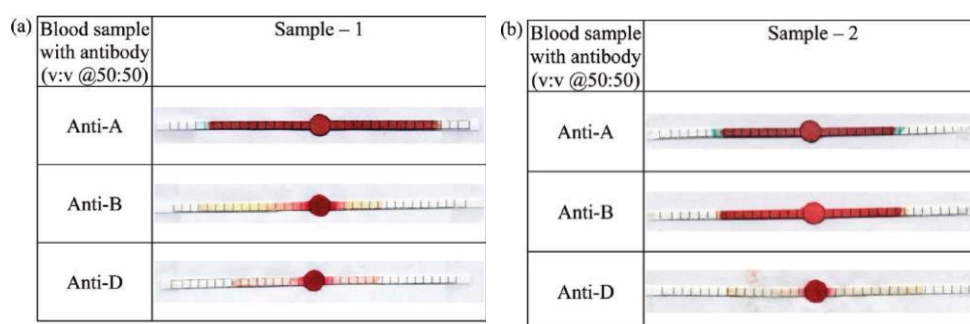 (a)
Blood sample
with antibody
(v:v @50:50)
Sample – 1
Anti-A
Anti-B
Anti-D
(b)
Blood sample
with antibody
(v:v @50:50)
Sample – 2
Anti-A
Anti-B
Anti-D